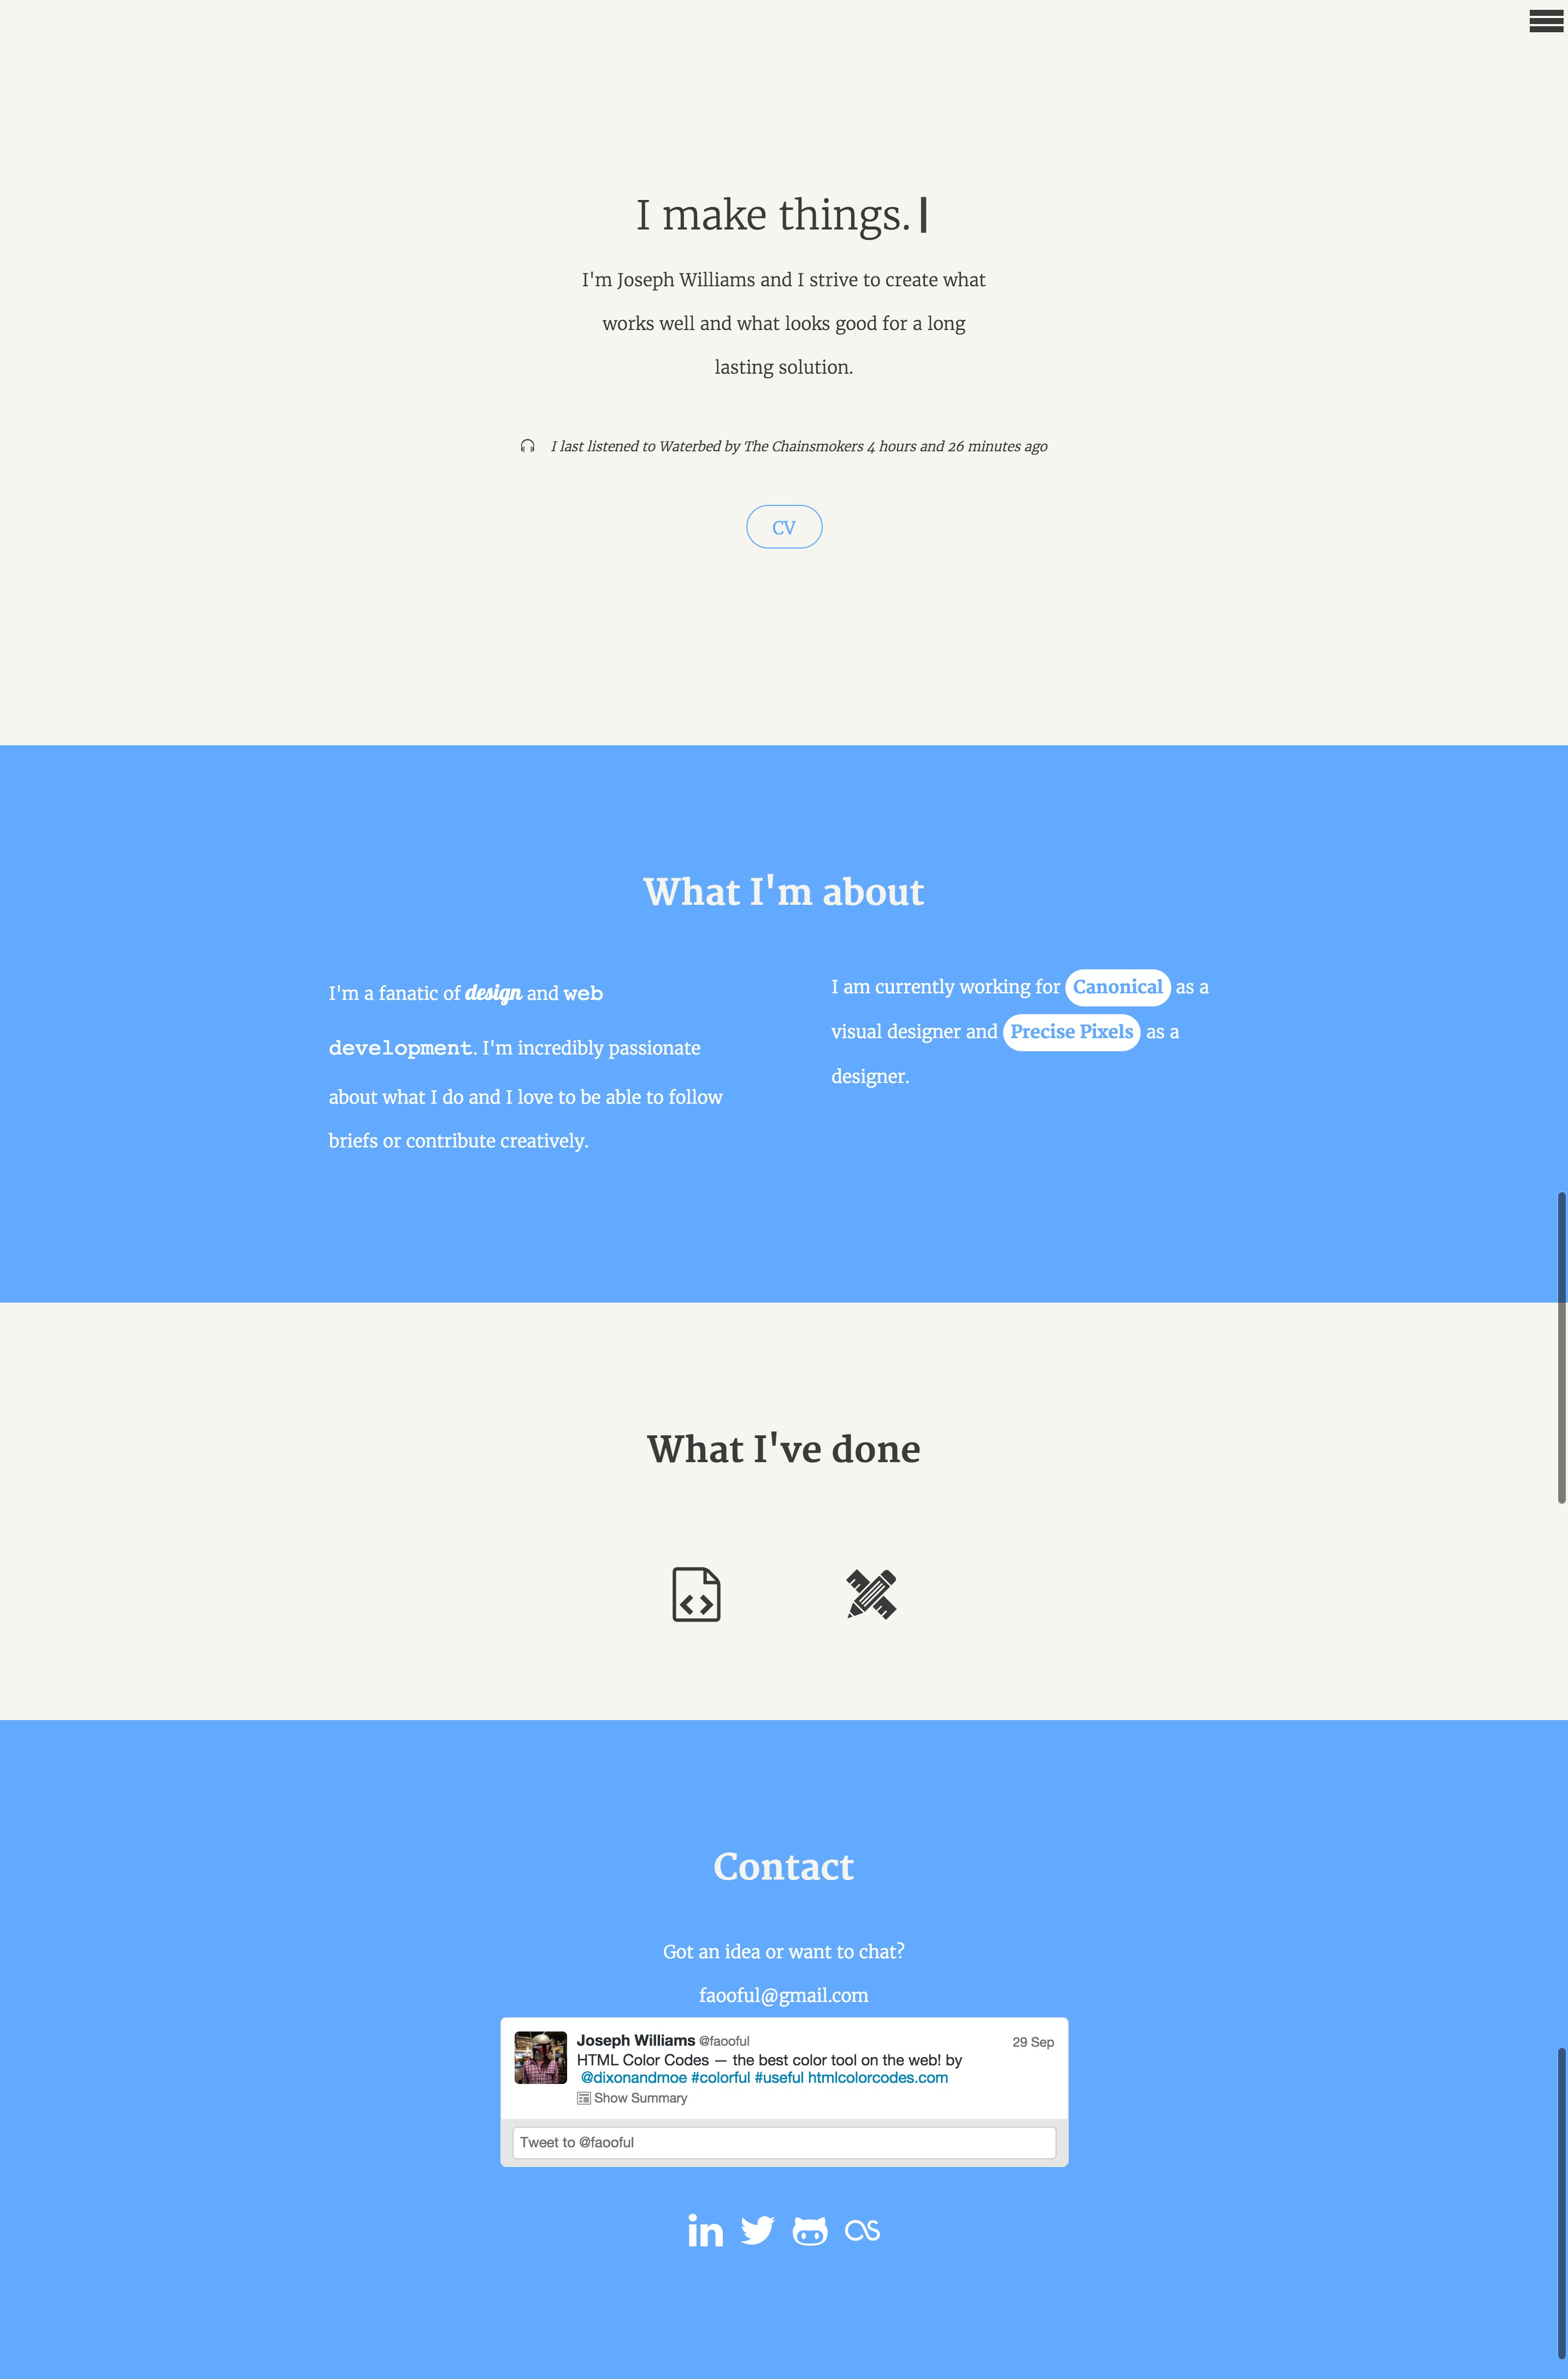 I make things.
I'm Joseph Williams and I strive to create what
works well and what looks good for a long
lasting solution.
I last listened to Waterbed by The Chainsmokers 4 hours and 26 minutes ago
CV
What I'm about
I'm a fanatic of design and web
development. I'm incredibly passionate
about what I do and I love to be able to follow
briefs or contribute creatively.
I am currently working for Canonical as a
visual designer and Precise Pixels as a
designer.
What I've done
Contact
Got an idea or want to chat?
faooful@gmail.com
Joseph Williams @faooful 29 Sep
HTML Color Codes — the best color tool on the web! by
@dixonandmoe #colorful #useful htmlcolorcodes.com
Show Summary
Tweet to @faooful
in